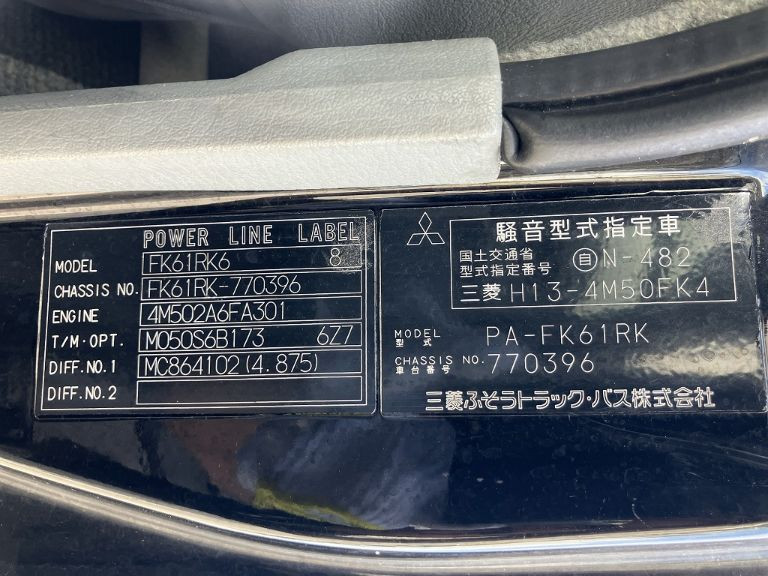 POWER LINE LABEL
MODEL FK61RK6 8
CHASSIS NO. FK61RK-770396
ENGINE 4M502A6FA301
T/M·OPT. M050S6B173 6Z7
DIFF.NO.1 MC864102(4.875)
DIFF.NO.2
騒音型式指定車
国土交通省
型式指定番号 自N-482
三菱 H13-4M50FK4
MODEL
型式 PA-FK61RK
CHASSIS NO.
車台番号 770396
三菱ふそうトラック・バス株式会社